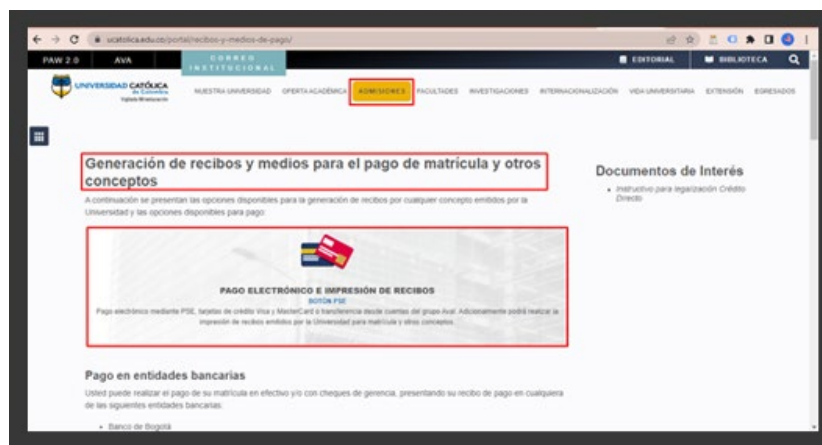 ucatolica.edu.co/portal/recibos-y-medios-de-pago/
PAW 2.0
AVA
CORREO
INSTITUCIONAL
EDITORIAL
BIBLIOTECA
UNIVERSIDAD CATÓLICA
de Colombia
Vigilada Mineducación
NUESTRA UNIVERSIDAD
OFERTA ACADÉMICA
ADMISIONES
FACULTADES
INVESTIGACIONES
INTERNACIONALIZACIÓN
VIDA UNIVERSITARIA
EXTENSIÓN
EGRESADOS
Generación de recibos y medios para el pago de matrícula y otros
conceptos
A continuación se presentan las opciones disponibles para la generación de recibos por cualquier concepto emitidos por la
Universidad y las opciones disponibles para pago:
PAGO ELECTRÓNICO E IMPRESIÓN DE RECIBOS
BOTÓN PSE
Pago electrónico mediante PSE, tarjetas de crédito Visa y MasterCard o transferencia desde cuentas del grupo Aval. Adicionalmente podrá realizar la
impresión de recibos emitidos por la Universidad para matrícula y otros conceptos.
Pago en entidades bancarias
Usted puede realizar el pago de su matrícula en efectivo y/o con cheques de gerencia, presentando su recibo de pago en cualquiera
de las siguientes entidades bancarias:
• Banco de Bogotá
Documentos de Interés
• Instructivo para legalización Crédito
Directo